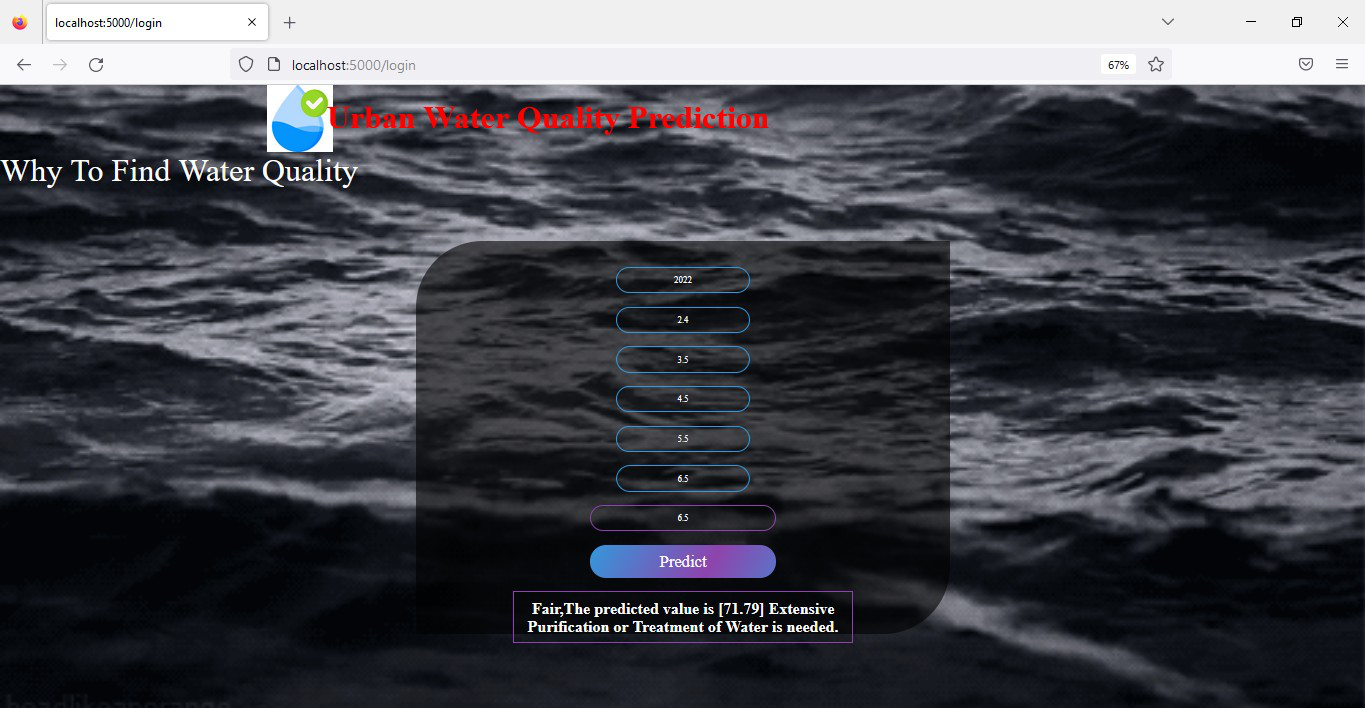 localhost:5000/login
localhost:5000/login
67%
Urban Water Quality Prediction
Why To Find Water Quality
2022
2.4
3.5
4.5
5.5
6.5
6.5
Predict
Fair,The predicted value is [71.79] Extensive
Purification or Treatment of Water is needed.